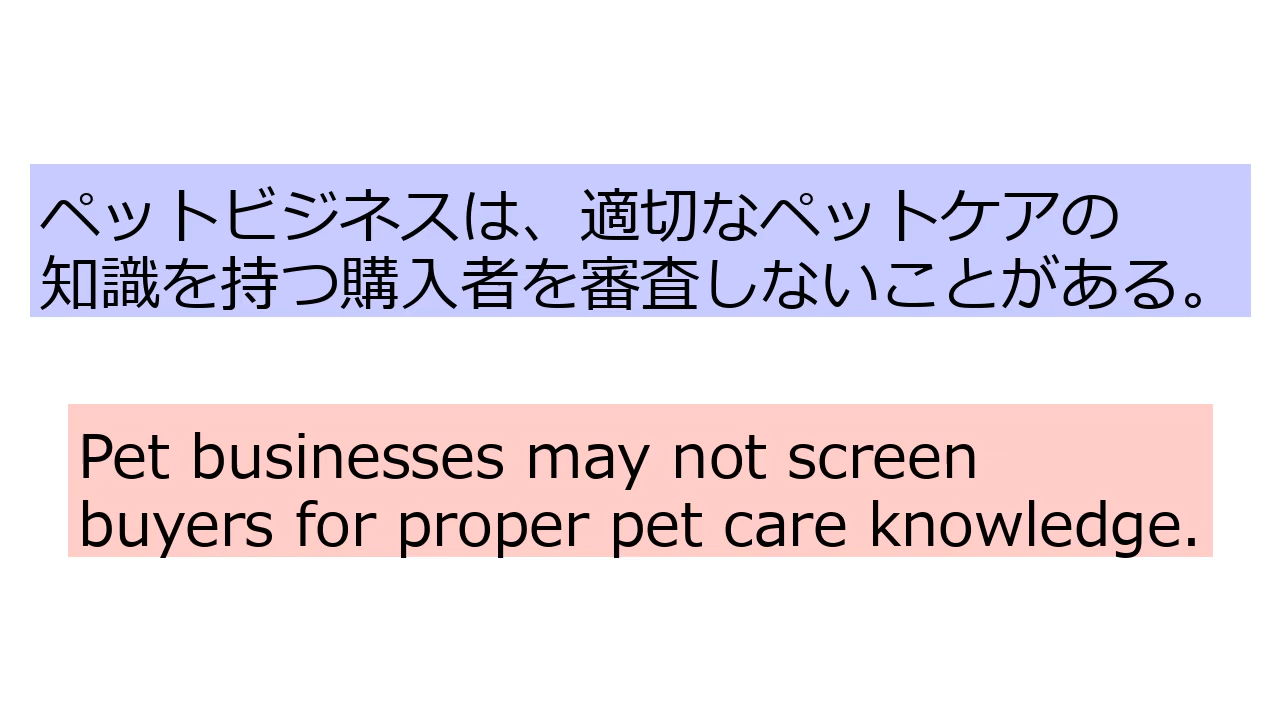 ペットビジネスは、適切なペットケアの
知識を持つ購入者を審査しないことがある。
Pet businesses may not screen
buyers for proper pet care knowledge.